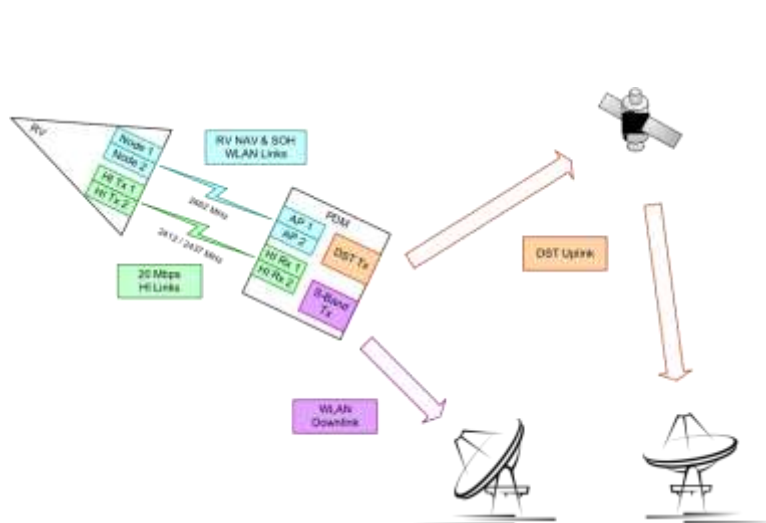 RV
Node 1
Node 2
HI Tx 1
HI Tx 2
RV NAV & SOH
WLAN Links
2462 MHz
2412 / 2437 MHz
20 Mbps
HI Links
PDM
AP 1
AP 2
HI Rx 1
HI Rx 2
DST Tx
S-Band
Tx
DST Uplink
WLAN
Downlink